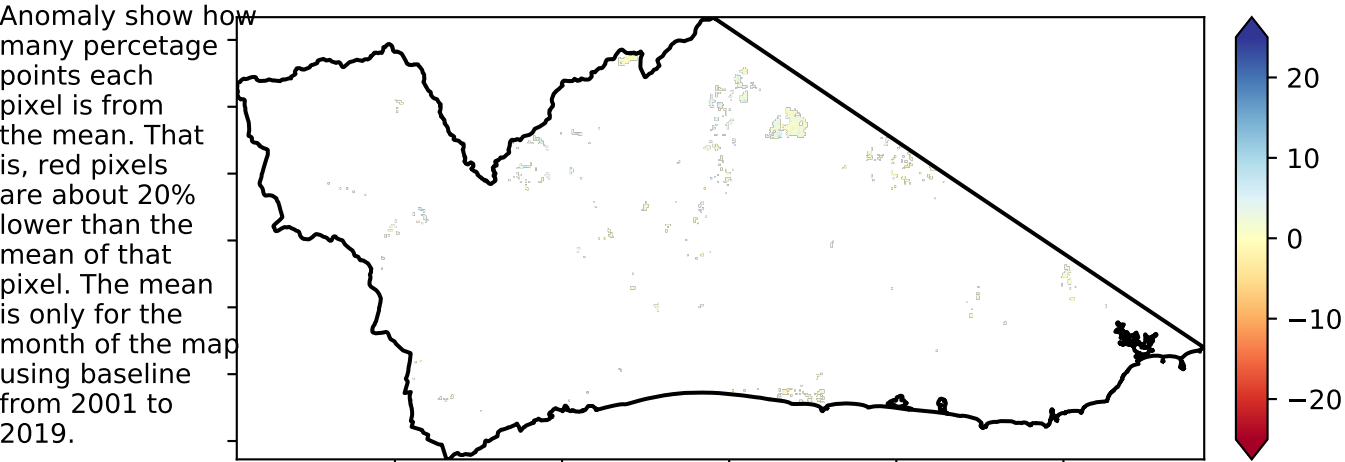 Anomaly show how
many percetage
points each
pixel is from
the mean. That
is, red pixels
are about 20%
lower than the
mean of that
pixel. The mean
is only for the
month of the map
using baseline
from 2001 to
2019.
20
10
0
−10
−20